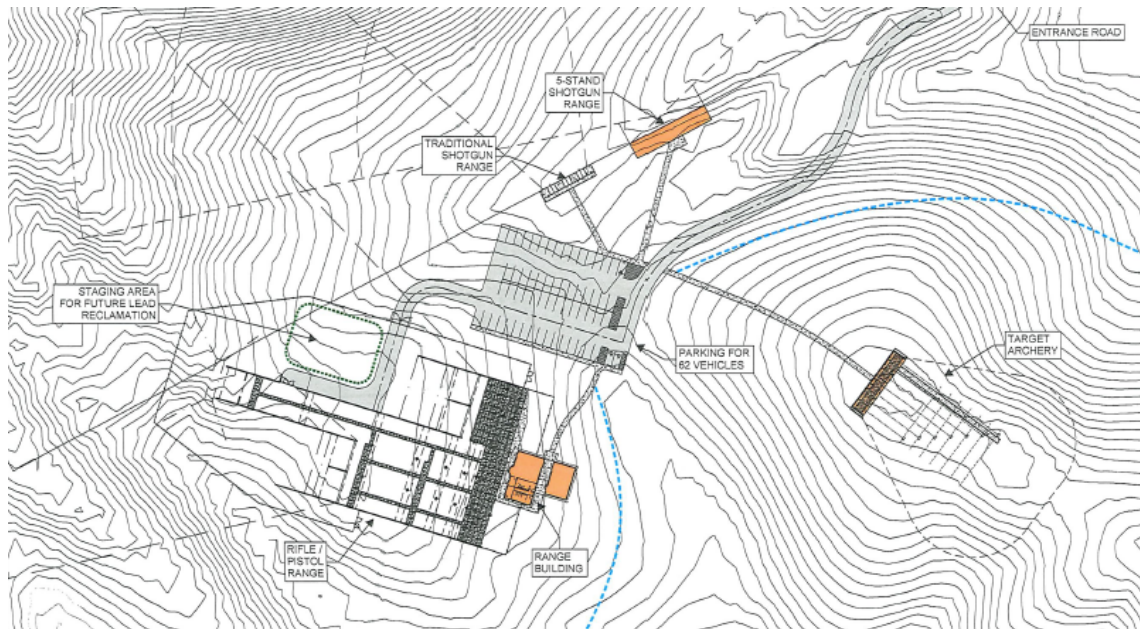 ENTRANCE ROAD
5-STAND
SHOTGUN
RANGE
TRADITIONAL
SHOTGUN
RANGE
STAGING AREA
FOR FUTURE LEAD
RECLAMATION
PARKING FOR
62 VEHICLES
TARGET
ARCHERY
RIFLE /
PISTOL
RANGE
RANGE
BUILDING